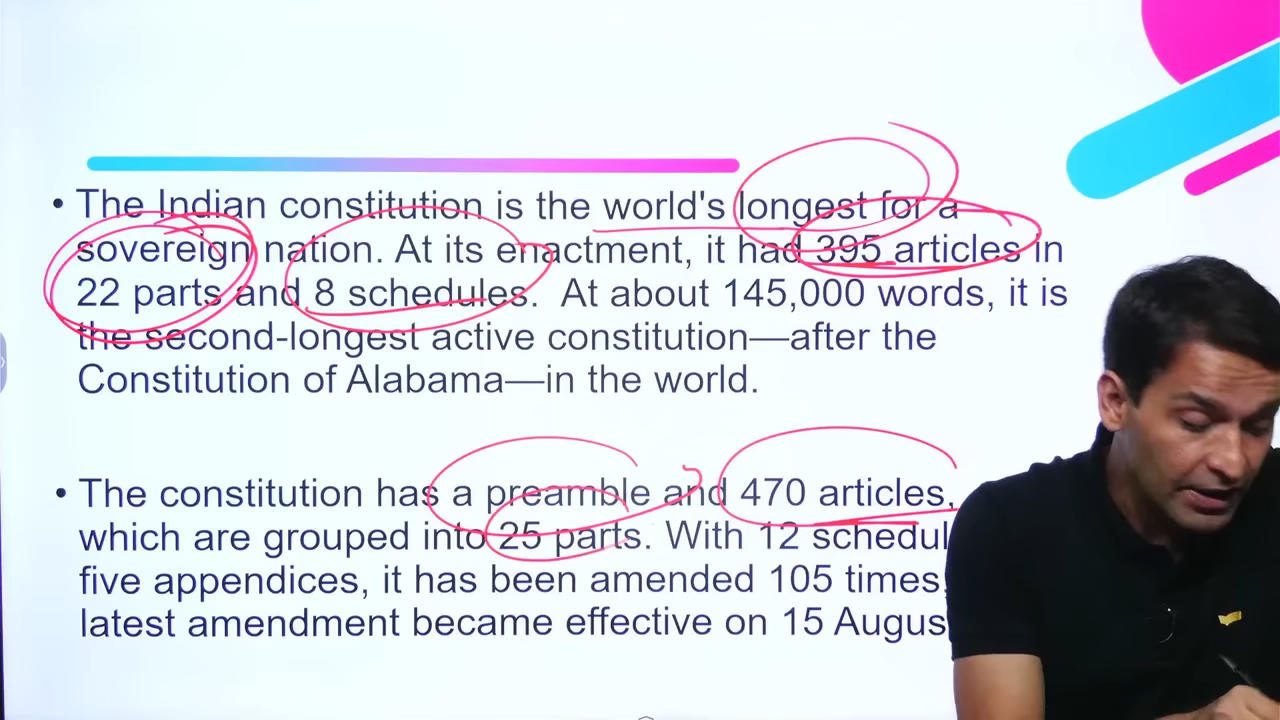 • The Indian constitution is the world's longest for a
sovereign nation. At its enactment, it had 395 articles in
22 parts and 8 schedules. At about 145,000 words, it is
the second-longest active constitution—after the
Constitution of Alabama—in the world.
• The constitution has a preamble and 470 articles,
which are grouped into 25 parts. With 12 schedul
five appendices, it has been amended 105 times,
latest amendment became effective on 15 Augus